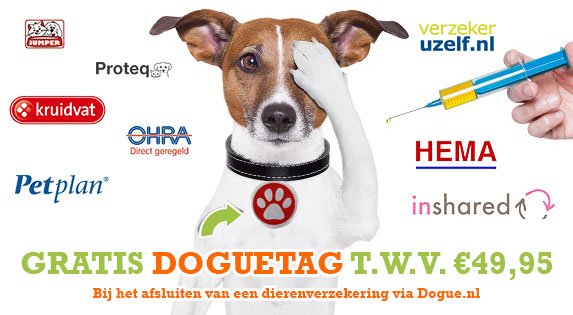 JUMPER
Proteq
kruidvat
OHRA
Direct geregeld
Petplan®
verzeker
uzelf.nl
HEMA
inshared
GRATIS DOGUETAG T.W.V. €49,95
Bij het afsluiten van een dierenverzekering via Dogue.nl